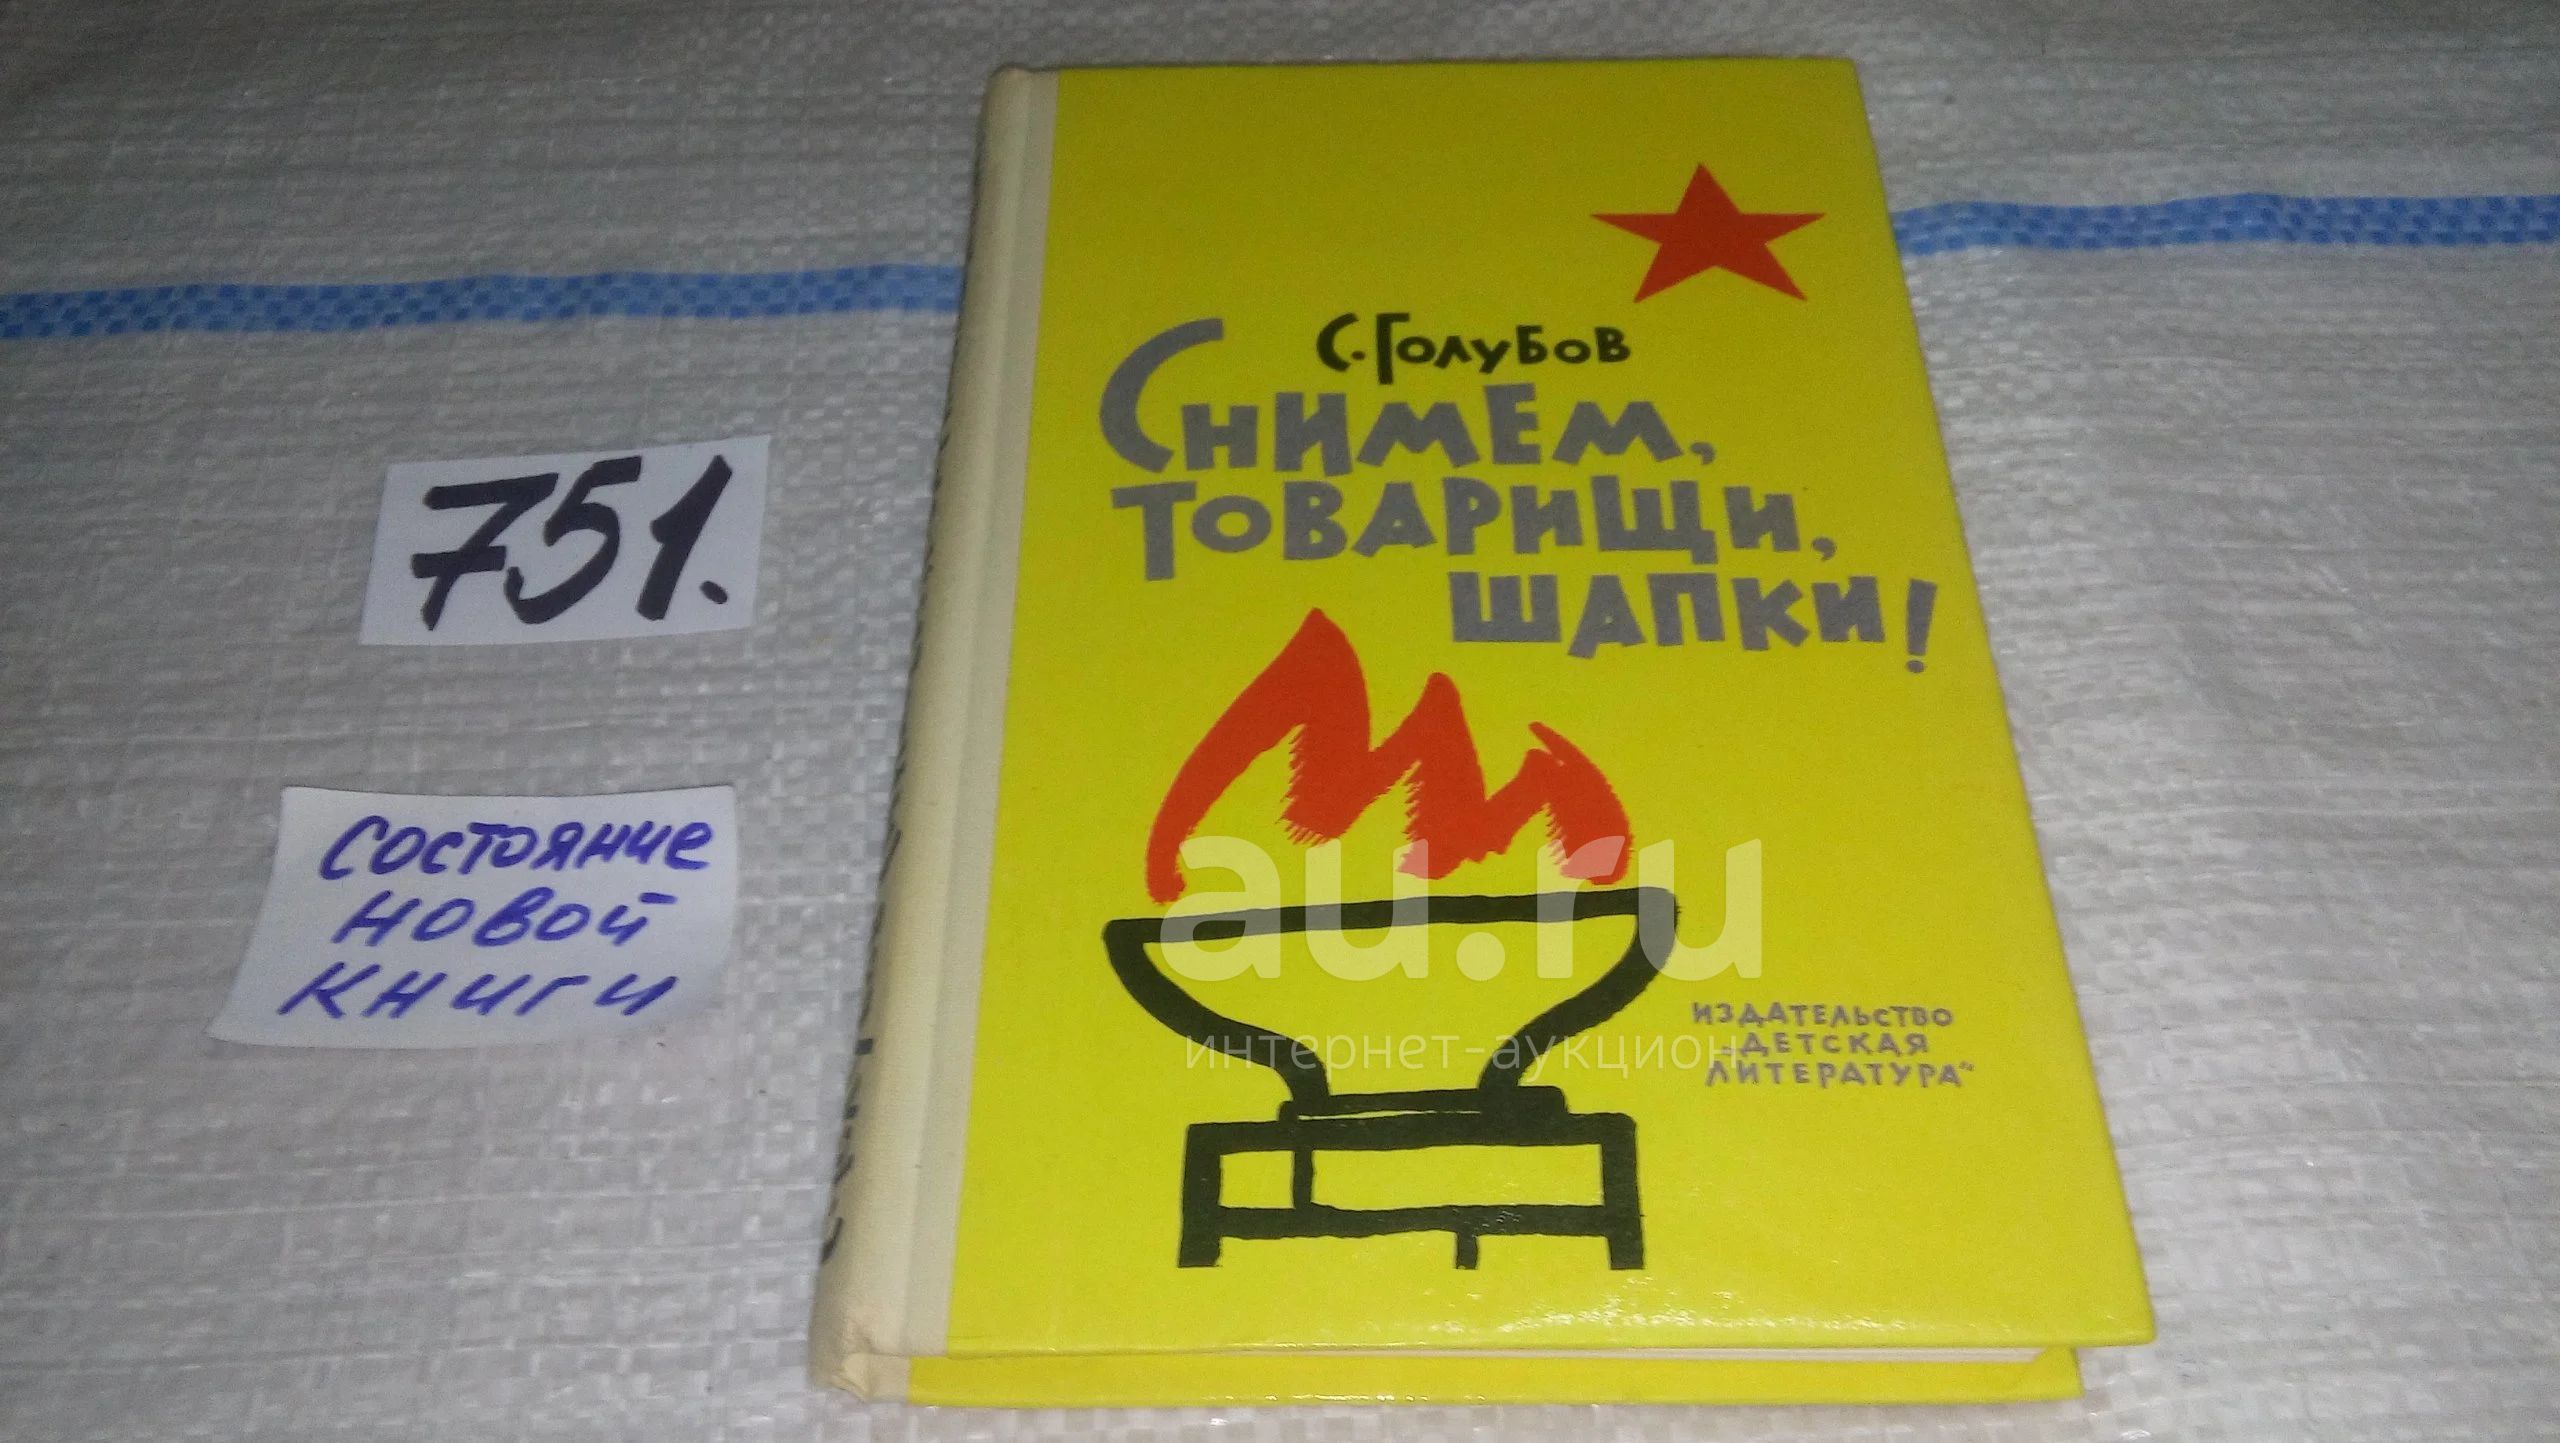 С. Голубов
Снимем,
товарищи,
шапки!
751.
состояние
новой
книги
au.ru
интернет-аукцион
издательство
„Детская
литература"